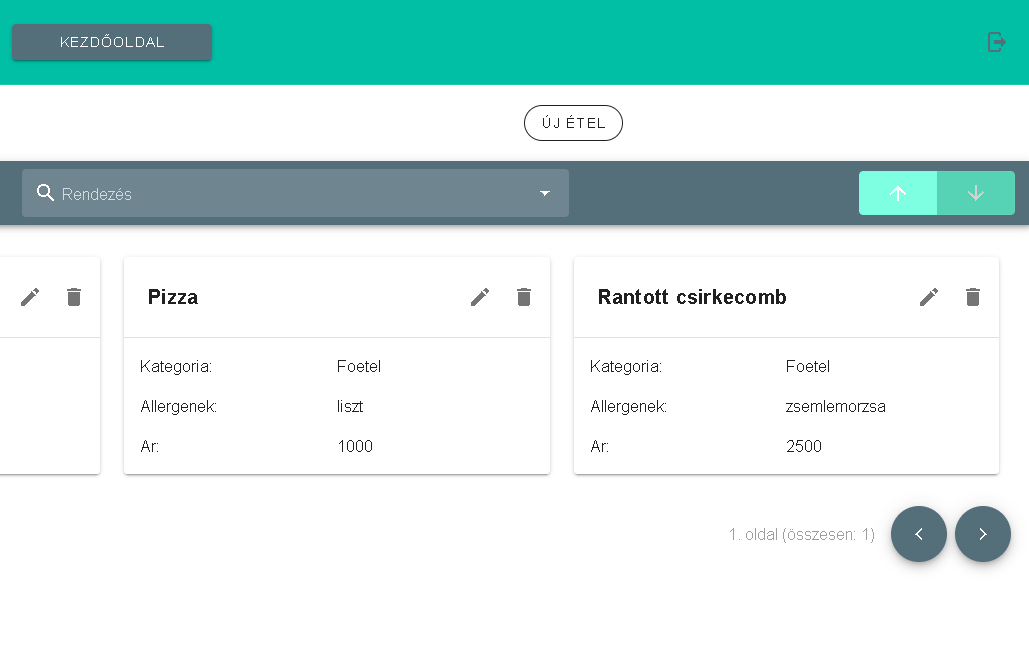 KEZDŐOLDAL
ÚJ ÉTEL
Rendezés
Pizza
Kategoria: Foetel
Allergenek: liszt
Ar: 1000
Rantott csirkecomb
Kategoria: Foetel
Allergenek: zsemlemorzsa
Ar: 2500
1. oldal (összesen: 1)